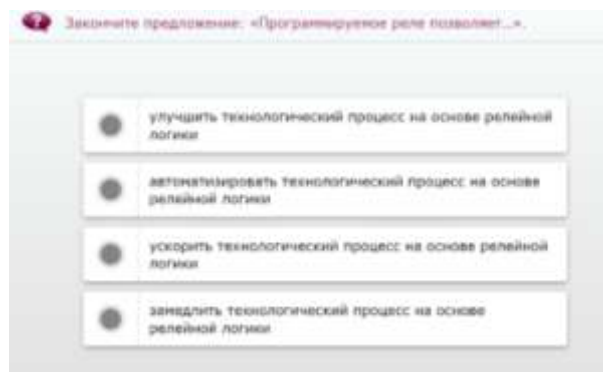 Закончите предложение: «Программируемое реле позволяет...».
улучшить технологический процесс на основе релейной
логики
автоматизировать технологический процесс на основе
релейной логики
ускорить технологический процесс на основе релейной
логики
замедлить технологический процесс на основе
релейной логики